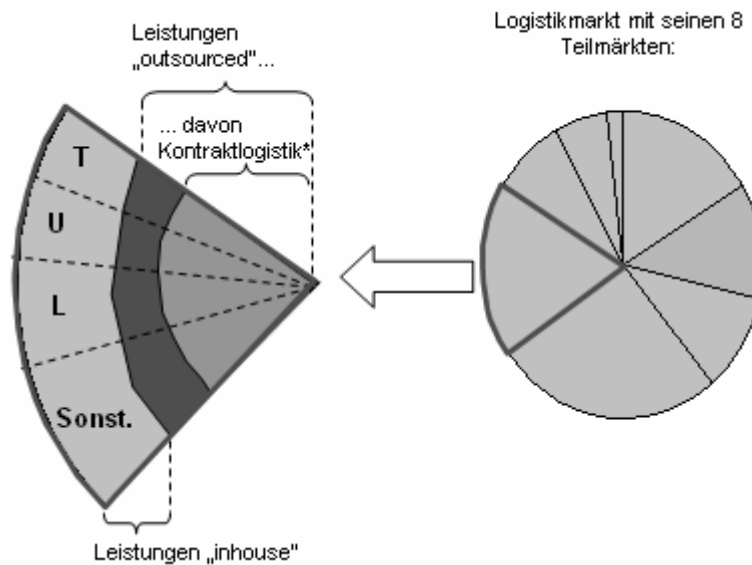 Leistungen
„outsourced"...
... davon
Kontraktlogistik*
Logistikmarkt mit seinen 8
Teilmärkten:
T
U
L
Sonst.
Leistungen „inhouse"